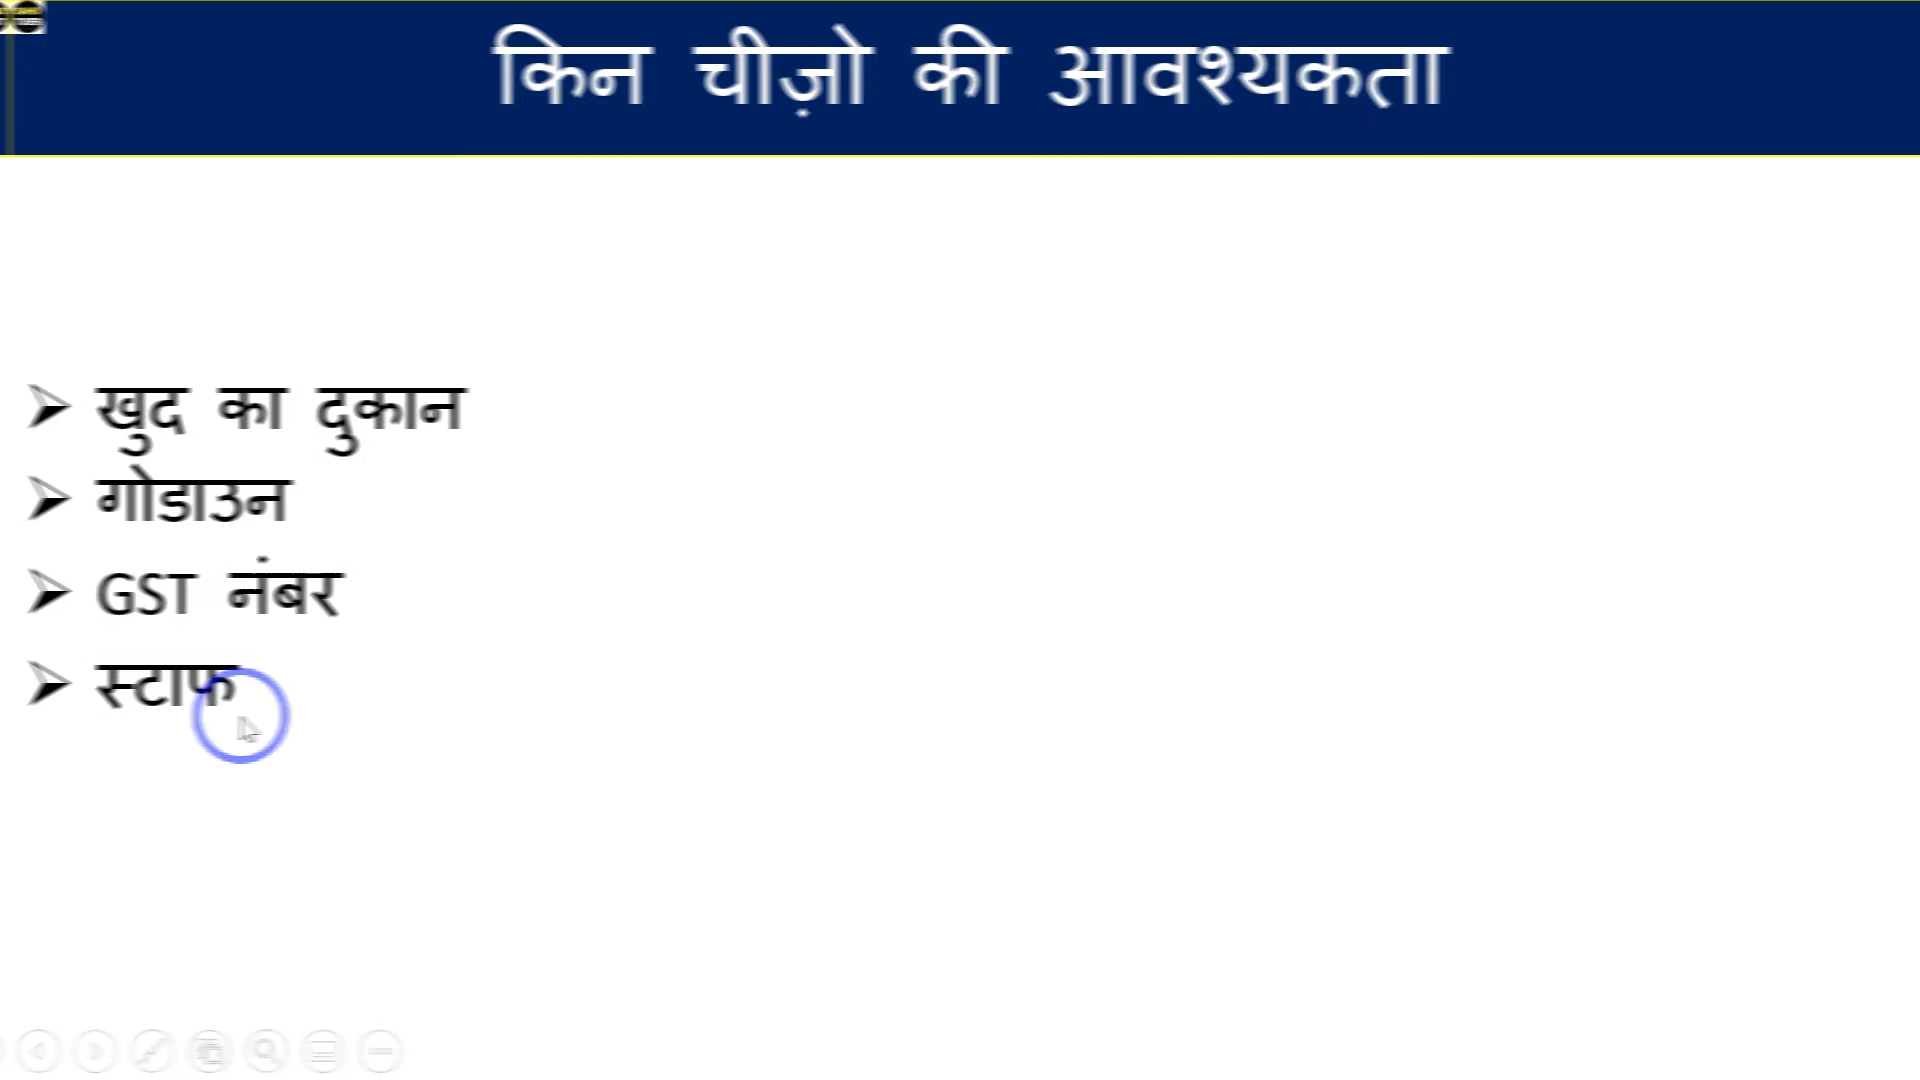 किन चीज़ो की आवश्यकता
खुद का दुकान
गोडाउन
GST नंबर
स्टाफ